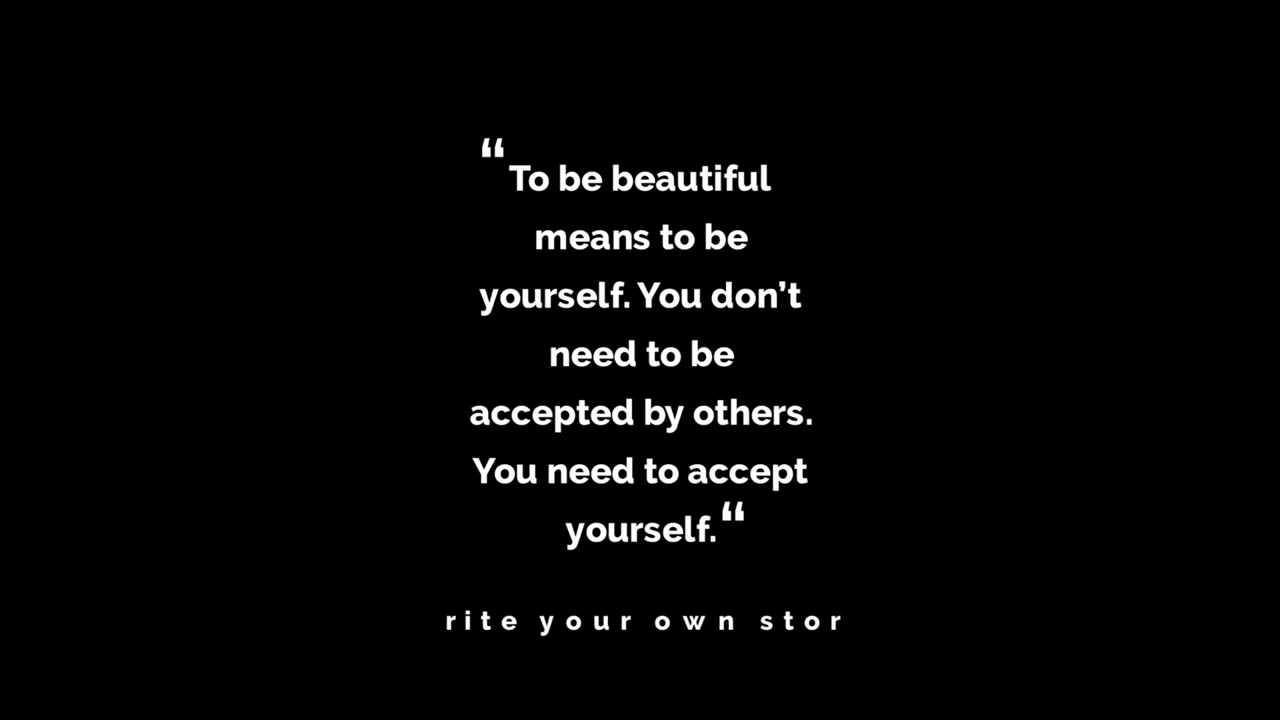 “To be beautiful
means to be
yourself. You don’t
need to be
accepted by others.
You need to accept
yourself.“
rite your own stor